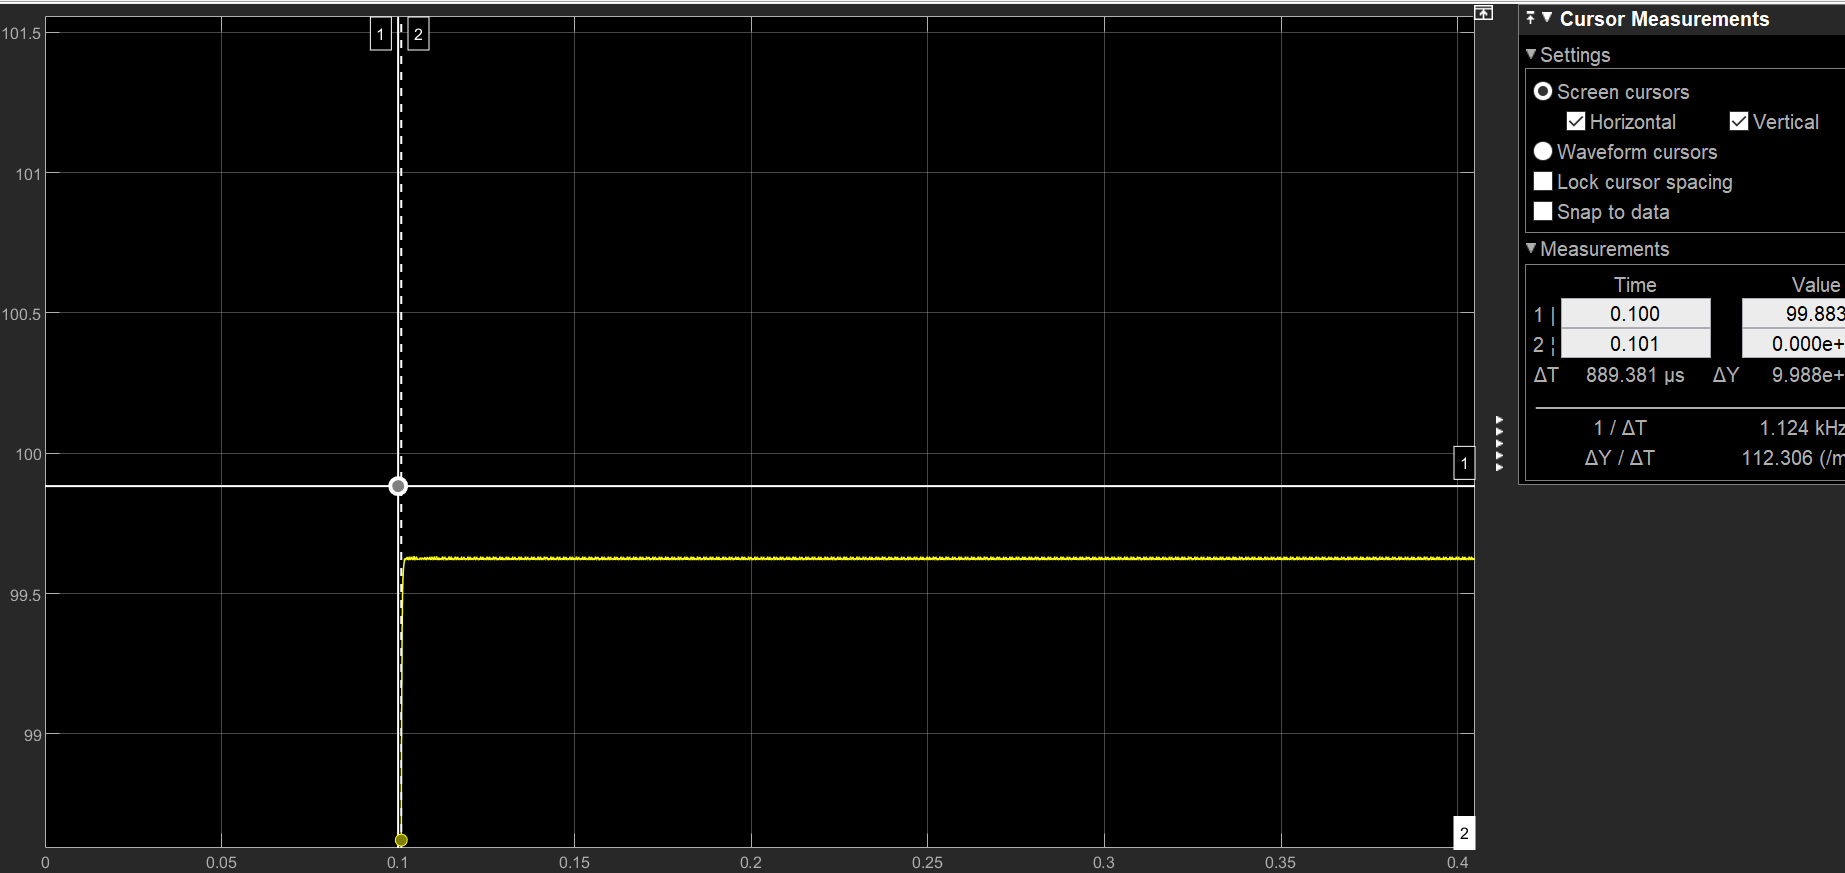 101.5
101
100.5
100
99.5
99
0 0.05 0.1 0.15 0.2 0.25 0.3 0.35 0.4
1 2
1
2
Cursor Measurements
Settings
Screen cursors
Horizontal Vertical
Waveform cursors
Lock cursor spacing
Snap to data
Measurements
Time Value
1 | 0.100 99.883
2 ¦ 0.101 0.000e+
ΔT 889.381 µs ΔY 9.988e+
1 / ΔT 1.124 kHz
ΔY / ΔT 112.306 (/m